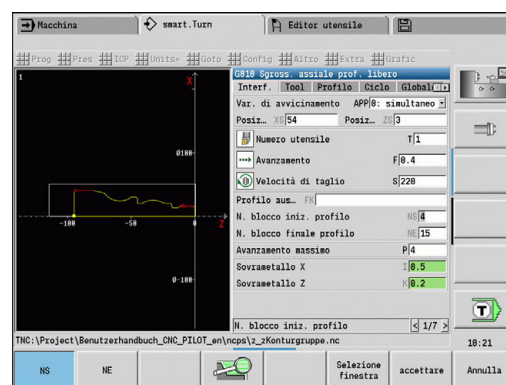 Macchina
smart.Turn
Editor utensile
Prog Pres ICP Units» Goto Config Altro Extra Grafic
1
X
G810 Sgross. assiale prof. libero
Interf. Tool Profilo Ciclo Global
Var. di avvicinamento APP 0: simultaneo
Posiz… XS 54 Posiz… ZS 3
Numero utensile T 1
Avanzamento F 0.4
Velocità di taglio S 220
Profilo aus… FK
N. blocco iniz. profilo NS 4
N. blocco finale profilo NE 15
Avanzamento massimo P 4
Sovrametallo X I 0.5
Sovrametallo Z K 0.2
Ø100
-100 -50 0 Z
Ø-100
N. blocco iniz. profilo < 1/7 >
TNC:\Project\Benutzerhandbuch_CNC_PILOT_en\ncps\z_zKonturgruppe.nc
T
10:21
NS
NE
Selezione finestra
accettare
Annulla